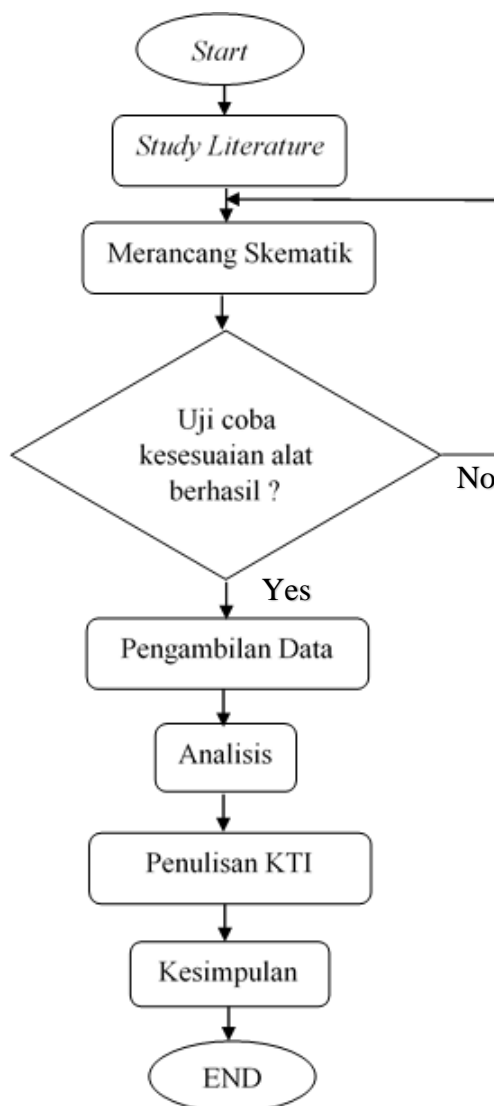 Start
Study Literature
Merancang Skematik
Uji coba
kesesuaian alat
berhasil ?
No
Yes
Pengambilan Data
Analisis
Penulisan KTI
Kesimpulan
END